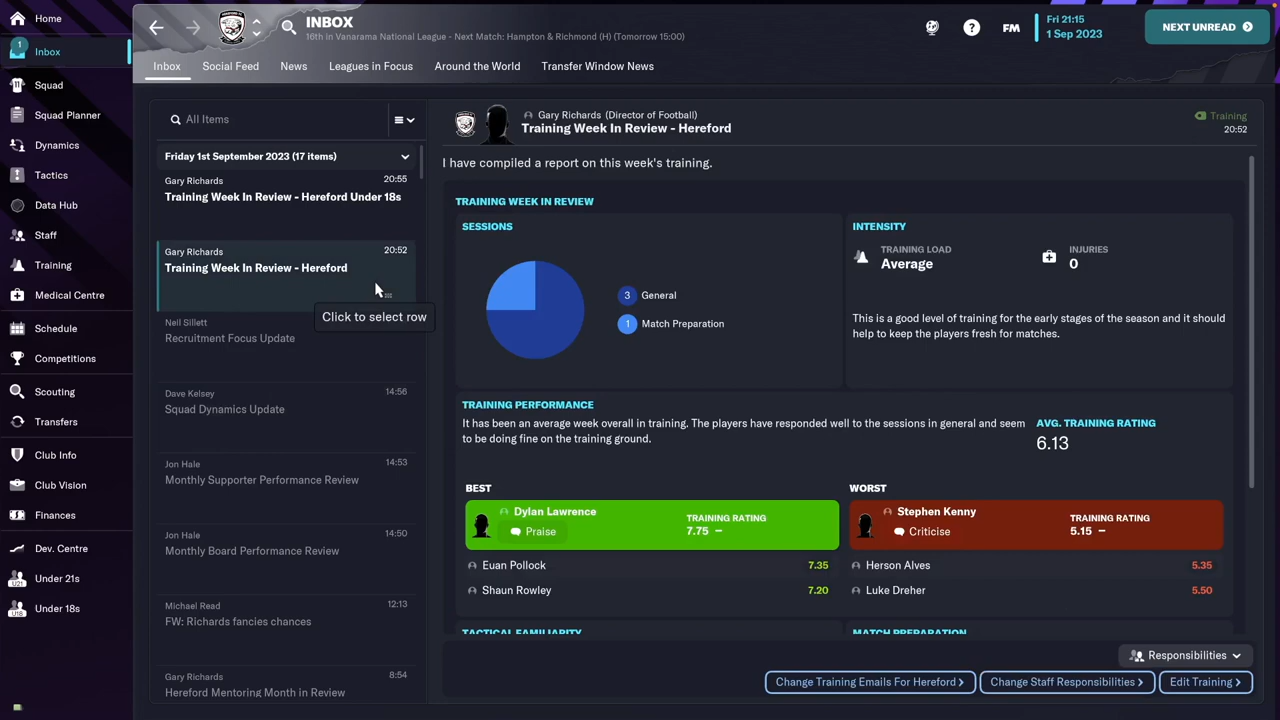 Home
1
Inbox
Squad
Squad Planner
Dynamics
Tactics
Data Hub
Staff
Training
Medical Centre
Schedule
Competitions
Scouting
Transfers
Club Info
Club Vision
Finances
Dev. Centre
U21
Under 21s
U18
Under 18s
INBOX
16th in Vanarama National League - Next Match: Hampton & Richmond (H) (Tomorrow 15:00)
?
FM
Fri 21:15
1 Sep 2023
NEXT UNREAD
Inbox
Social Feed
News
Leagues in Focus
Around the World
Transfer Window News
All Items
Friday 1st September 2023 (17 items)
Gary Richards
20:55
Training Week In Review - Hereford Under 18s
Gary Richards
20:52
Training Week In Review - Hereford
Click to select row
Neil Sillett
Recruitment Focus Update
Dave Kelsey
14:56
Squad Dynamics Update
Jon Hale
14:53
Monthly Supporter Performance Review
Jon Hale
14:50
Monthly Board Performance Review
Michael Read
12:13
FW: Richards fancies chances
Gary Richards
8:54
Hereford Mentoring Month in Review
Gary Richards (Director of Football)
Training Week In Review - Hereford
Training
20:52
I have compiled a report on this week's training.
TRAINING WEEK IN REVIEW
SESSIONS
3 General
1 Match Preparation
INTENSITY
TRAINING LOAD
Average
INJURIES
0
This is a good level of training for the early stages of the season and it should
help to keep the players fresh for matches.
TRAINING PERFORMANCE
It has been an average week overall in training. The players have responded well to the sessions in general and seem
to be doing fine on the training ground.
AVG. TRAINING RATING
6.13
BEST
Dylan Lawrence
Praise
TRAINING RATING
7.75 –
Euan Pollock
7.35
Shaun Rowley
7.20
WORST
Stephen Kenny
Criticise
TRAINING RATING
5.15 –
Herson Alves
5.35
Luke Dreher
5.50
TACTICAL FAMILIARITY
MATCH PREPARATION
Responsibilities
Change Training Emails For Hereford
Change Staff Responsibilities
Edit Training